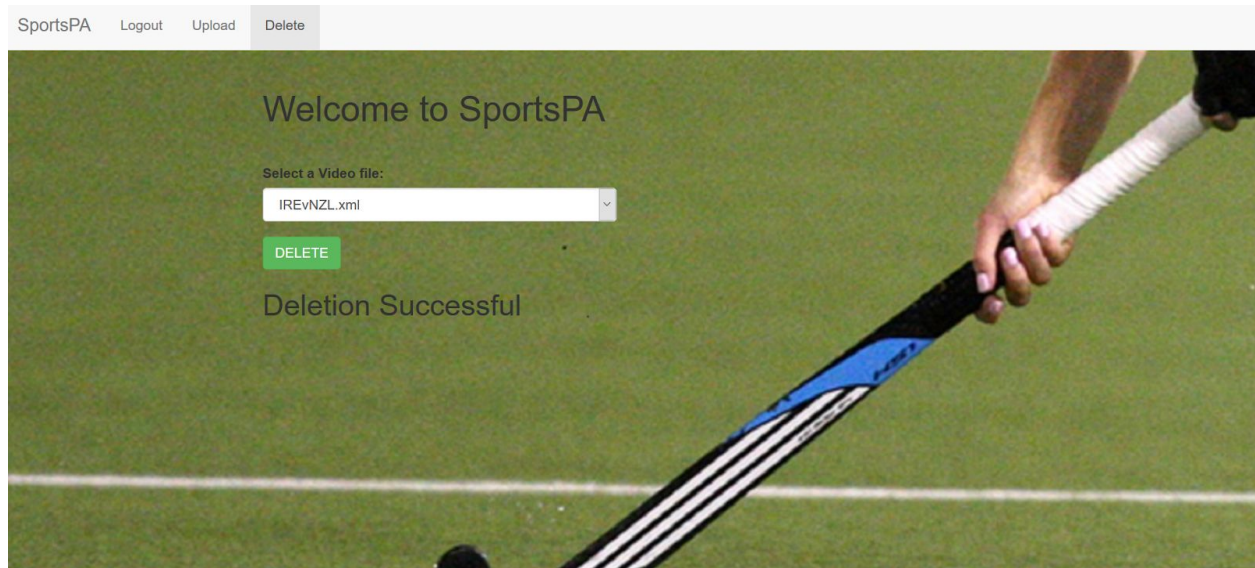 SportsPA Logout Upload Delete
Welcome to SportsPA
Select a Video file:
IREvNZL.xml
DELETE
Deletion Successful